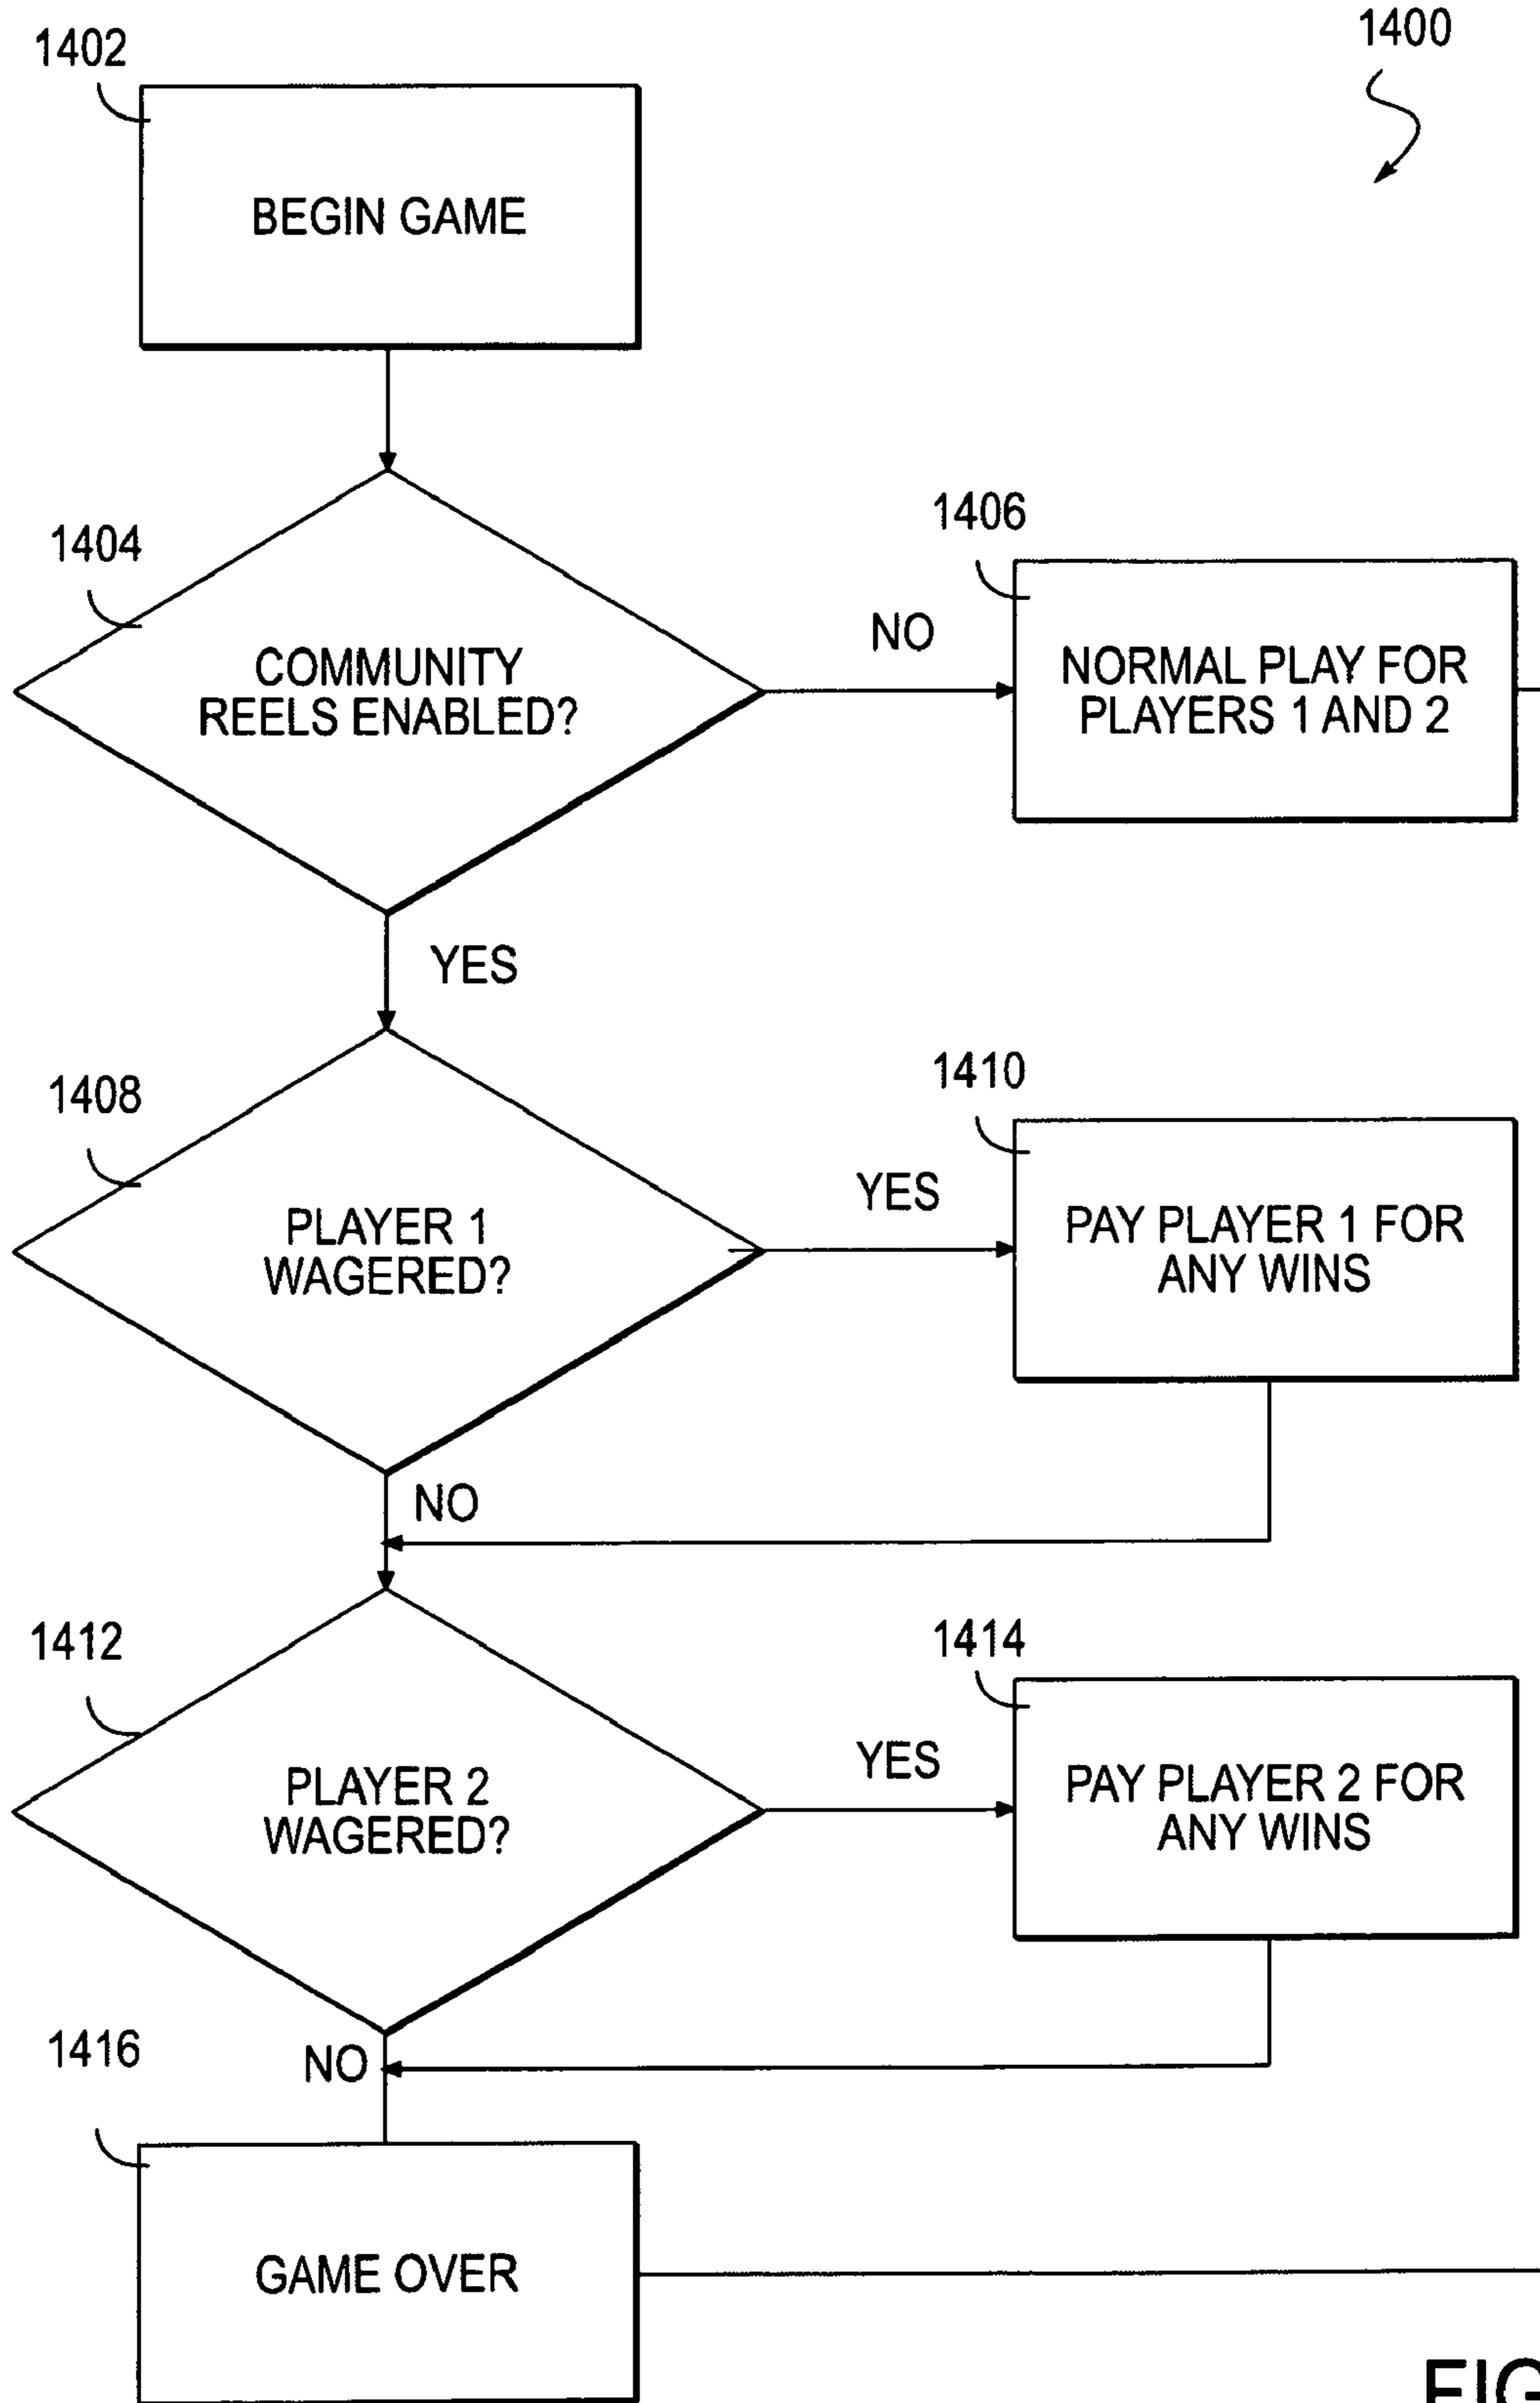 1402
1400
BEGIN GAME
1404
COMMUNITY
REELS ENABLED?
NO
1406
NORMAL PLAY FOR
PLAYERS 1 AND 2
YES
1408
PLAYER 1
WAGERED?
YES
1410
PAY PLAYER 1 FOR
ANY WINS
NO
1412
PLAYER 2
WAGERED?
YES
1414
PAY PLAYER 2 FOR
ANY WINS
NO
1416
GAME OVER
FIG